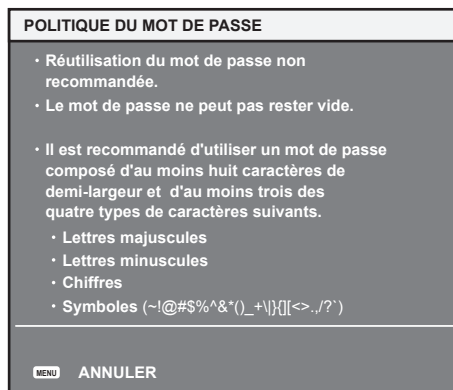 POLITIQUE DU MOT DE PASSE
・Réutilisation du mot de passe non
recommandée.
・Le mot de passe ne peut pas rester vide.
・Il est recommandé d'utiliser un mot de passe
composé d'au moins huit caractères de
demi-largeur et  d'au moins trois des
quatre types de caractères suivants.
・Lettres majuscules
・Lettres minuscules
・Chiffres
・Symboles (~!@#$%^&*()_+\|}{][<>.,/?`)
MENU ANNULER